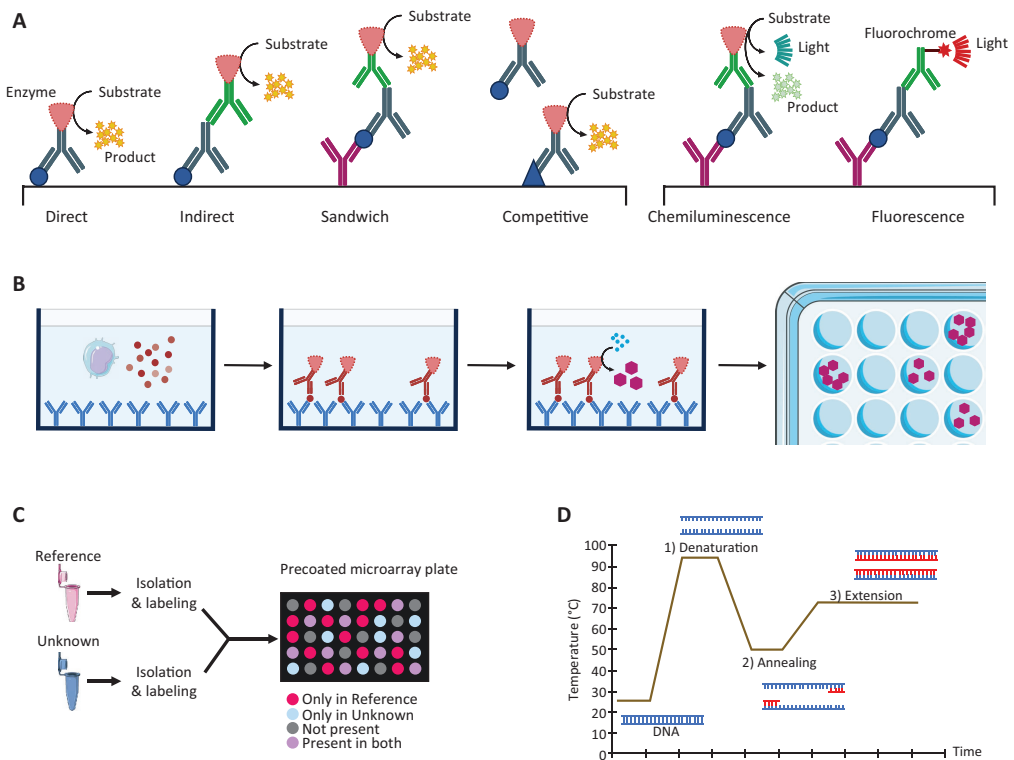 A
Enzyme
Substrate
Product
Substrate
Substrate
Substrate
Substrate
Light
Product
Fluorochrome
Light
Direct
Indirect
Sandwich
Competitive
Chemiluminescence
Fluorescence
B
C
Reference
Isolation
& labeling
Unknown
Isolation
& labeling
Precoated microarray plate
Only in Reference
Only in Unknown
Not present
Present in both
D
Temperature (°C)
100
90
80
70
60
50
40
30
20
10
0
1) Denaturation
2) Annealing
3) Extension
DNA
Time